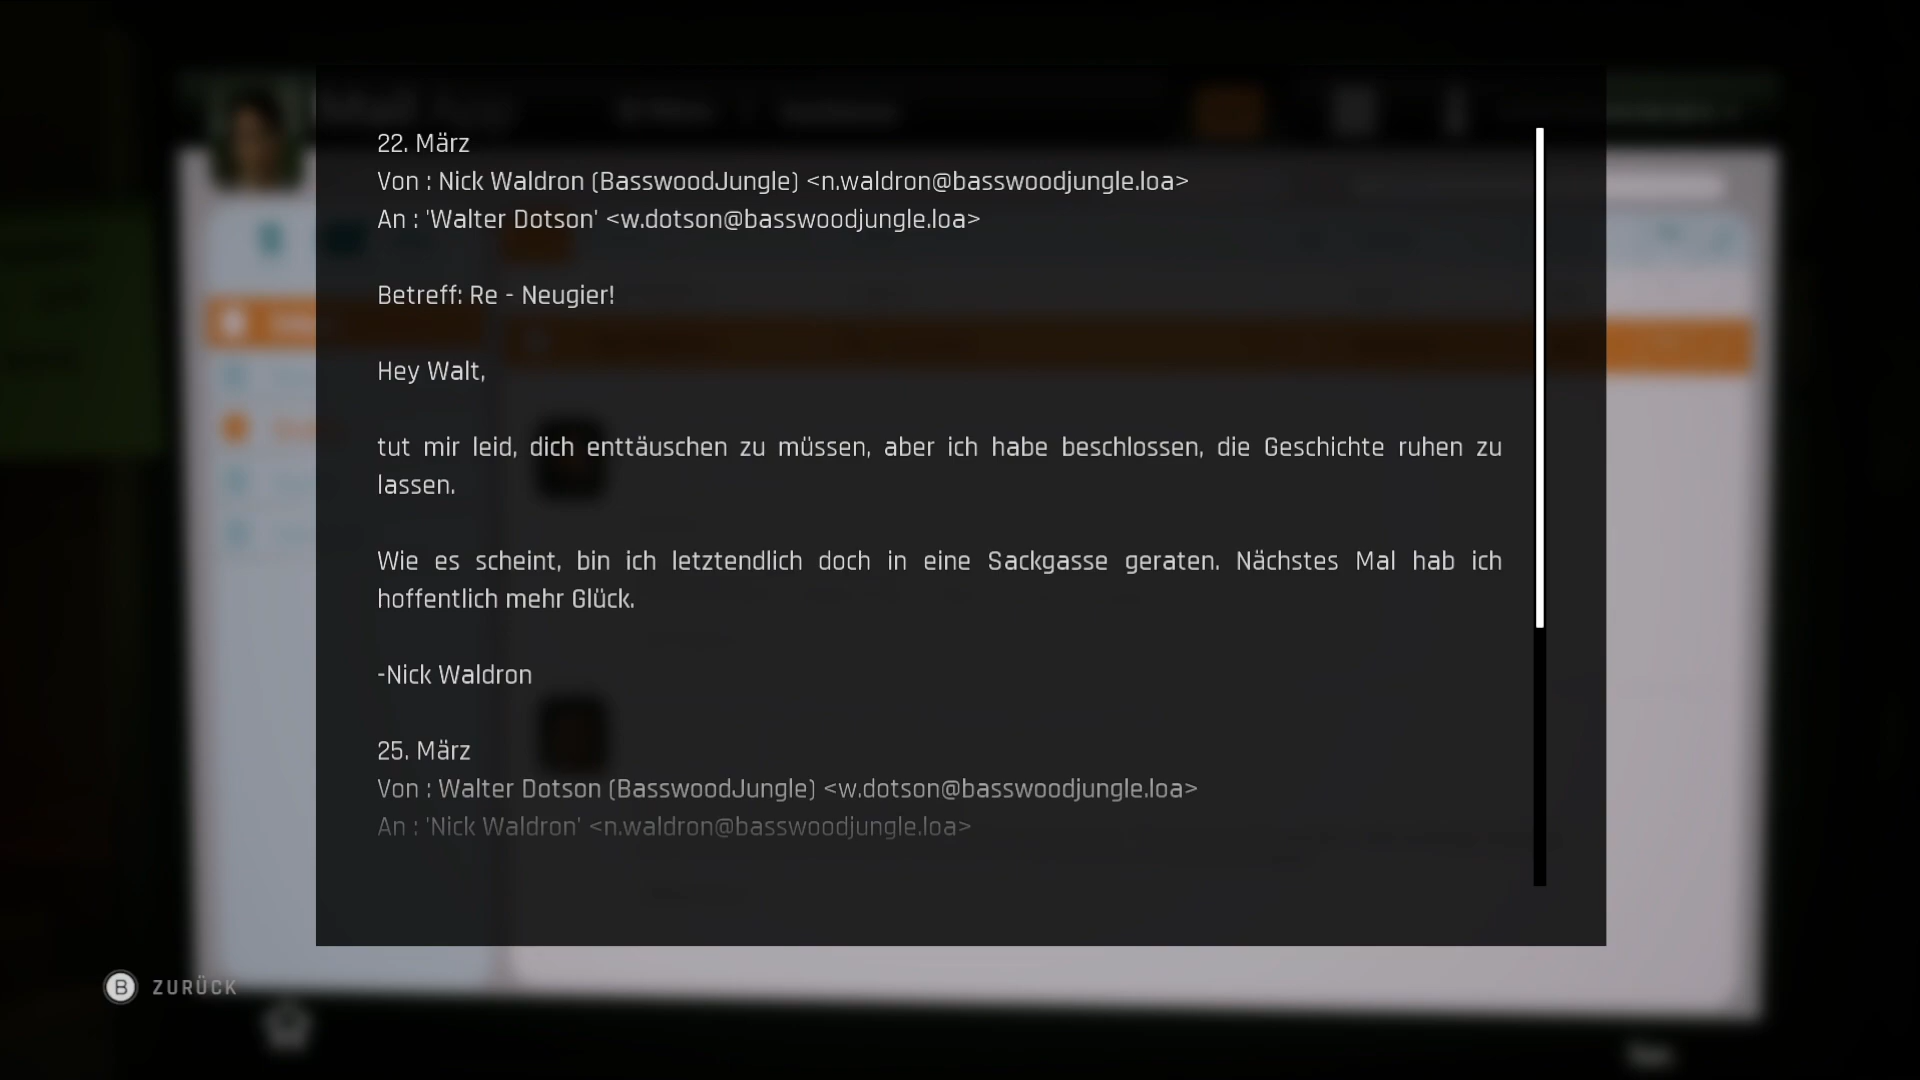 22. März
Von : Nick Waldron (BasswoodJungle) <n.waldron@basswoodjungle.loa>
An : 'Walter Dotson' <w.dotson@basswoodjungle.loa>
Betreff: Re - Neugier!
Hey Walt,
tut mir leid, dich enttäuschen zu müssen, aber ich habe beschlossen, die Geschichte ruhen zu
lassen.
Wie es scheint, bin ich letztendlich doch in eine Sackgasse geraten. Nächstes Mal hab ich
hoffentlich mehr Glück.
-Nick Waldron
25. März
Von : Walter Dotson (BasswoodJungle) <w.dotson@basswoodjungle.loa>
An : 'Nick Waldron' <n.waldron@basswoodjungle.loa>
B ZURÜCK